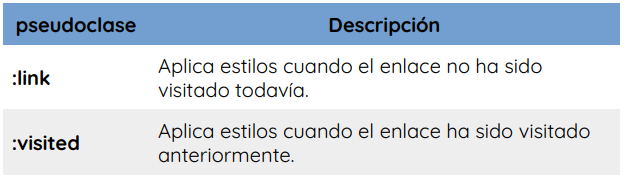 pseudoclase Descripción
:link Aplica estilos cuando el enlace no ha sido
visitado todavía.
:visited Aplica estilos cuando el enlace ha sido visitado
anteriormente.